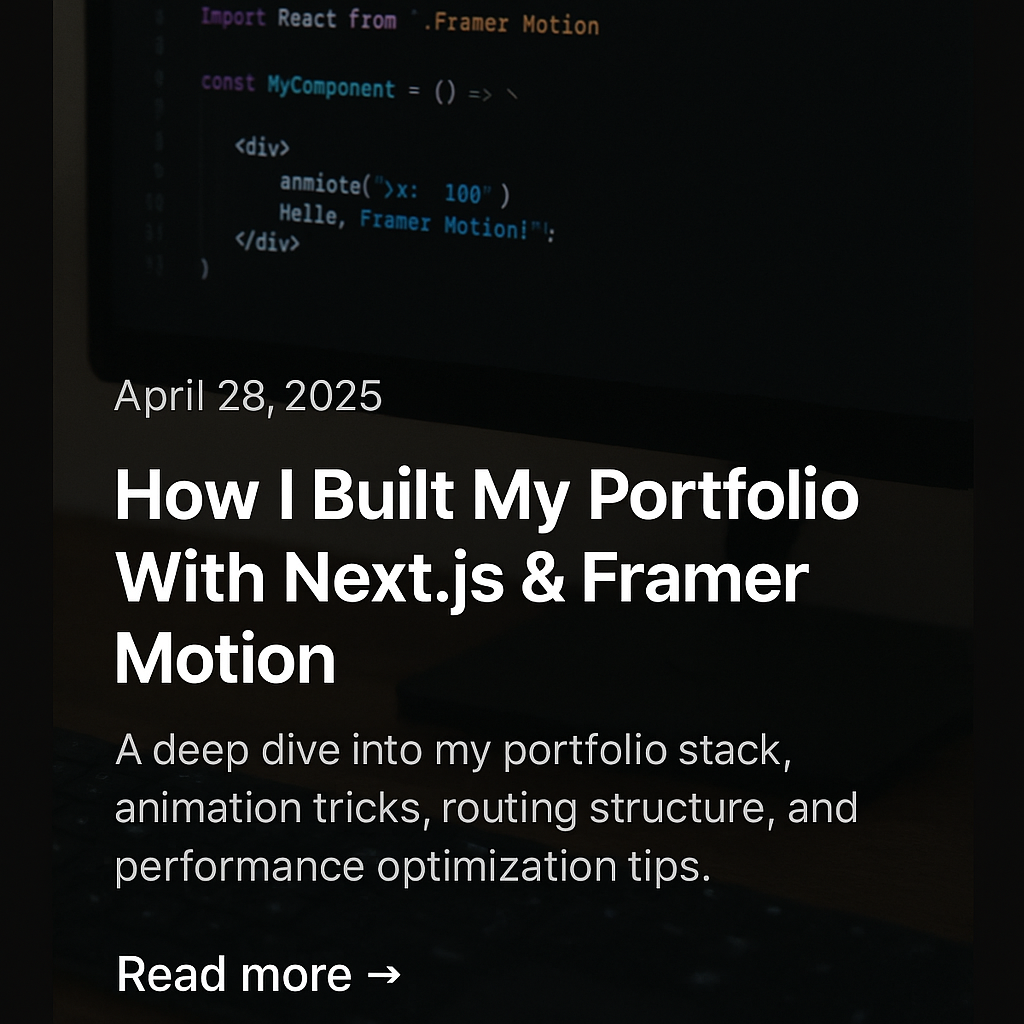 Import React from `.Framer Motion
const MyComponent = () => \
<div>
anmiote(">x: 100" )
Helle, Framer Motion!"';
</div>
)
April 28, 2025
How I Built My Portfolio
With Next.js & Framer
Motion
A deep dive into my portfolio stack,
animation tricks, routing structure, and
performance optimization tips.
Read more →